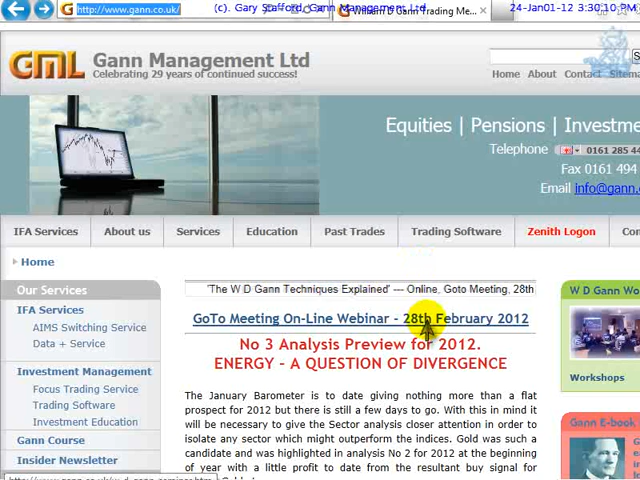 http://www.gann.co.uk/
(c). Gary Stafford, Gann Management Ltd.
William D Gann Trading Me...
24-Jan01-12 3:30:10 PM
GML
Gann Management Ltd
Celebrating 29 years of continued success!
Home About Contact Sitema
Equities | Pensions | Investme
Telephone 0161 285 44
Fax 0161 494
Email info@gann.
IFA Services
About us
Services
Education
Past Trades
Trading Software
Zenith Logon
Home
Our Services
IFA Services
AIMS Switching Service
Data + Service
Investment Management
Focus Trading Service
Trading Software
Investment Education
Gann Course
Insider Newsletter
'The W D Gann Techniques Explained' --- Online, Goto Meeting, 28th
GoTo Meeting On-Line Webinar - 28th February 2012
No 3 Analysis Preview for 2012.
ENERGY - A QUESTION OF DIVERGENCE
The January Barometer is to date giving nothing more than a flat
prospect for 2012 but there is still a few days to go. With this in mind it
will be necessary to give the Sector analysis closer attention in order to
isolate any sector which might outperform the indices. Gold was such a
candidate and was highlighted in analysis No 2 for 2012 at the beginning
of year with a little profit to date from the resultant buy signal for
W D Gann Wo
Workshops
Gann E-book